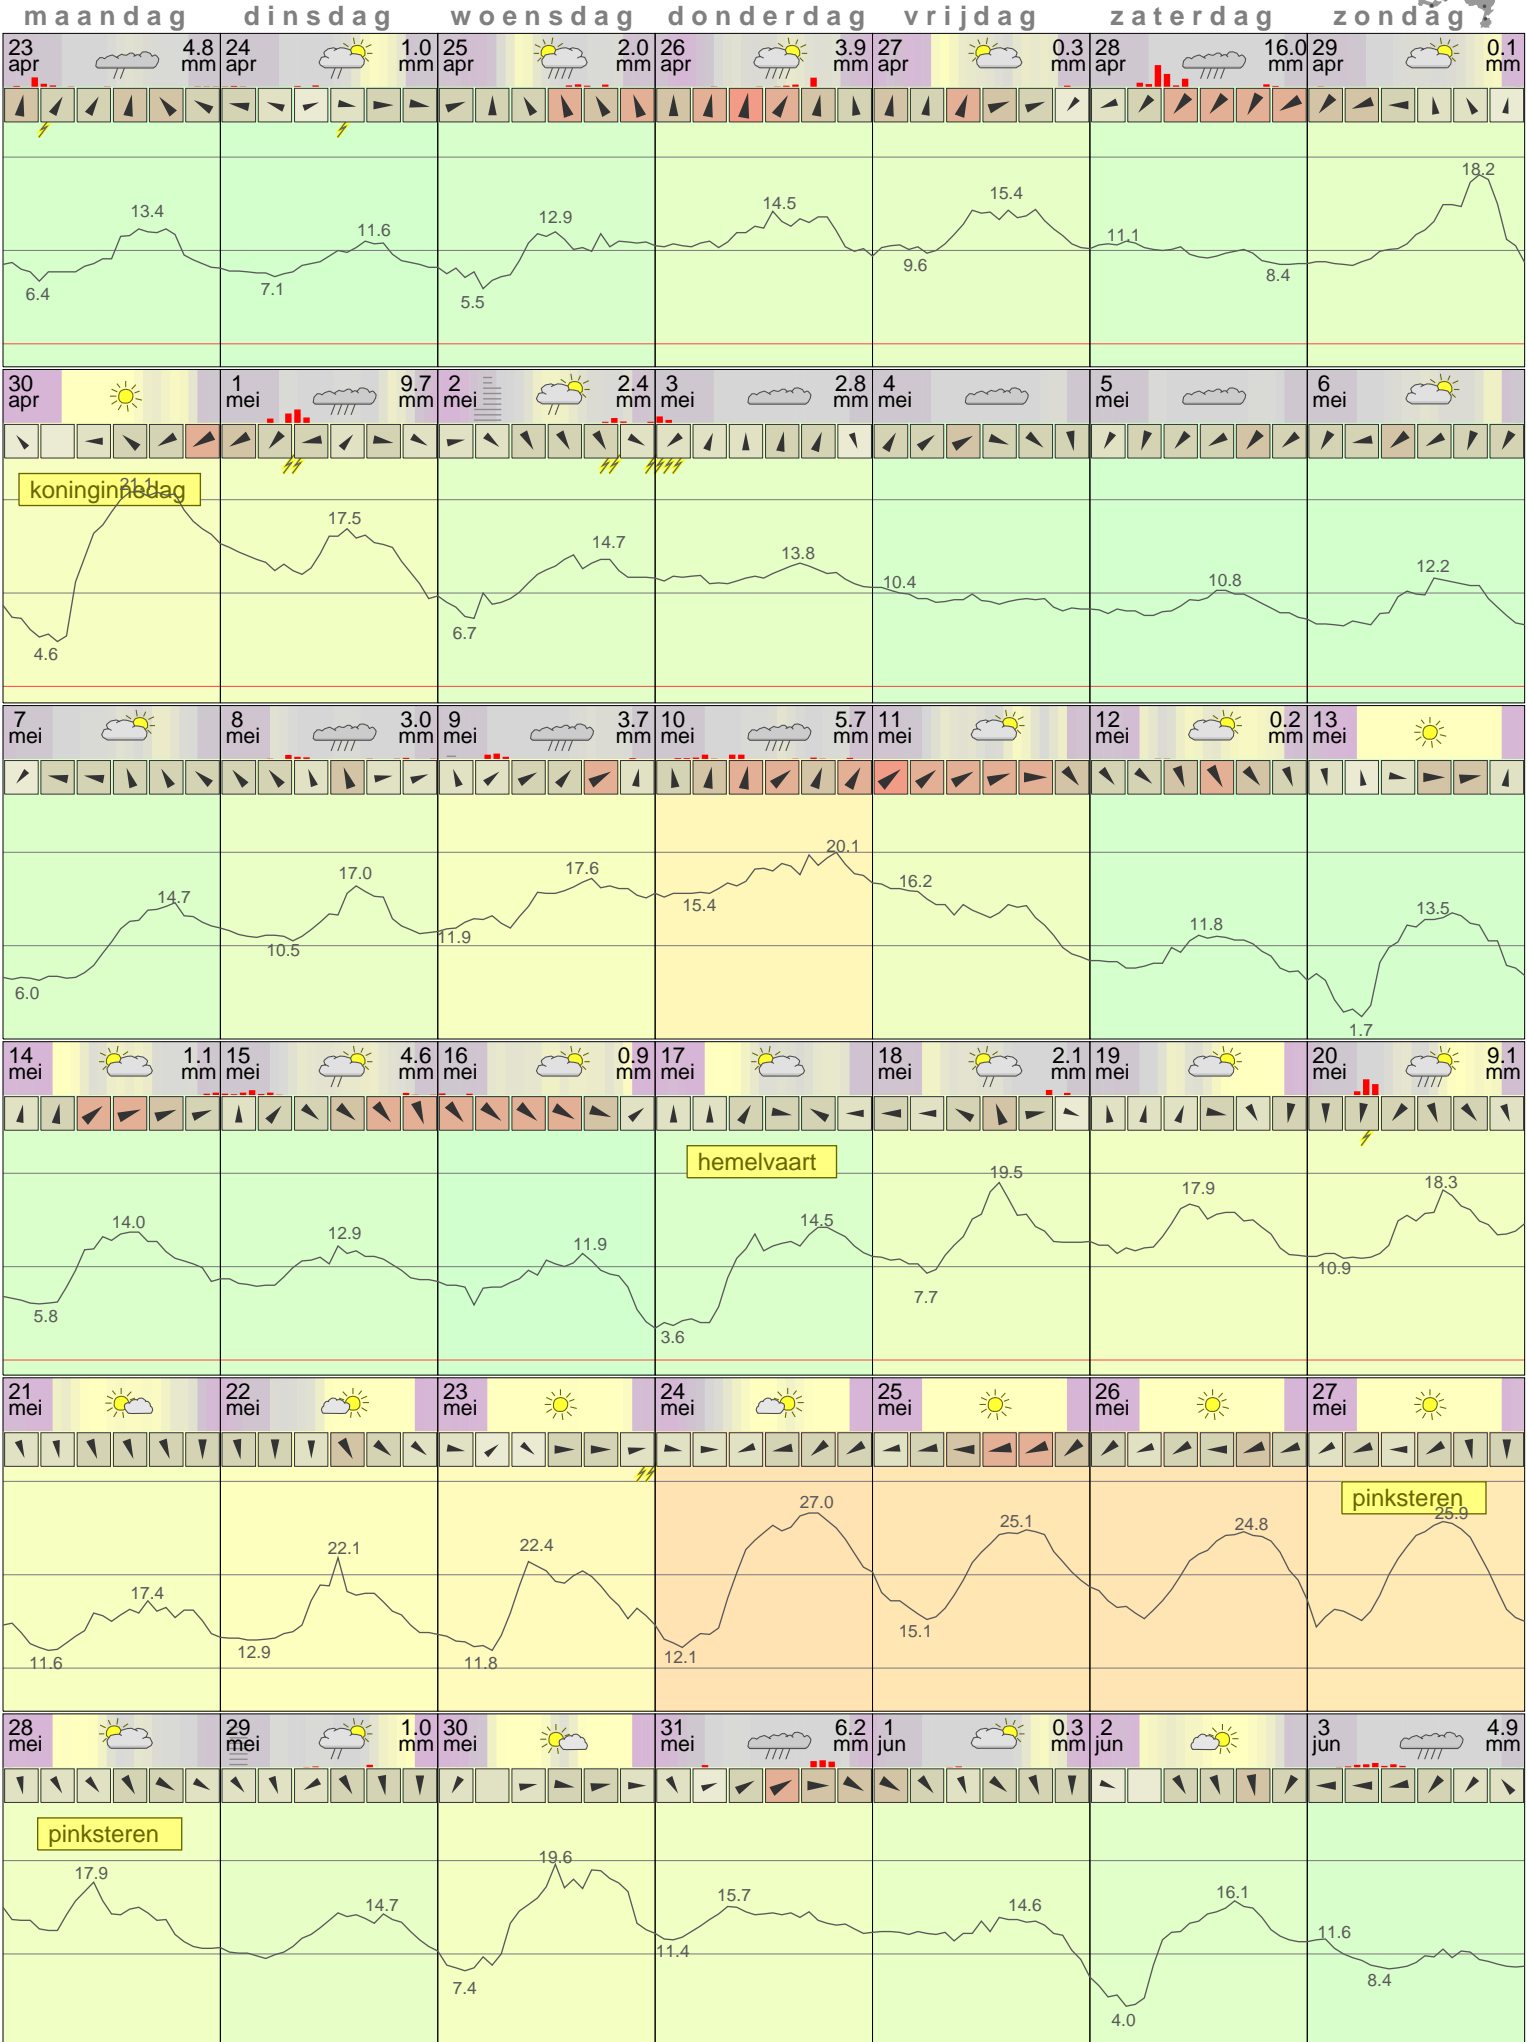 maandag dinsdag woensdag donderdag vrijdag zaterdag zondag
23 apr 4.8 mm 24 apr 1.0 mm 25 apr 2.0 mm 26 apr 3.9 mm 27 apr 0.3 mm 28 apr 16.0 mm 29 apr 0.1 mm
13.4 6.4 11.6 7.1 12.9 5.5 14.5 15.4 9.6 11.1 8.4 18.2
30 apr 1 mei 9.7 mm 2 mei 2.4 mm 3 mei 2.8 mm 4 mei 5 mei 6 mei
koninginnedag
21.1 4.6 17.5 14.7 6.7 13.8 10.4 10.8 12.2
7 mei 8 mei 3.0 mm 9 mei 3.7 mm 10 mei 5.7 mm 11 mei 12 mei 0.2 mm 13 mei
14.7 6.0 17.0 10.5 17.6 11.9 20.1 15.4 16.2 11.8 13.5 1.7
14 mei 1.1 mm 15 mei 4.6 mm 16 mei 0.9 mm 17 mei 18 mei 2.1 mm 19 mei 20 mei 9.1 mm
hemelvaart
14.0 5.8 12.9 11.9 14.5 3.6 19.5 7.7 17.9 18.3 10.9
21 mei 22 mei 23 mei 24 mei 25 mei 26 mei 27 mei
pinksteren
17.4 11.6 22.1 12.9 22.4 11.8 27.0 12.1 25.1 15.1 24.8 25.9
28 mei 29 mei 1.0 mm 30 mei 31 mei 6.2 mm 1 jun 0.3 mm 2 jun 3 jun 4.9 mm
pinksteren
17.9 14.7 19.6 7.4 15.7 11.4 14.6 16.1 4.0 11.6 8.4